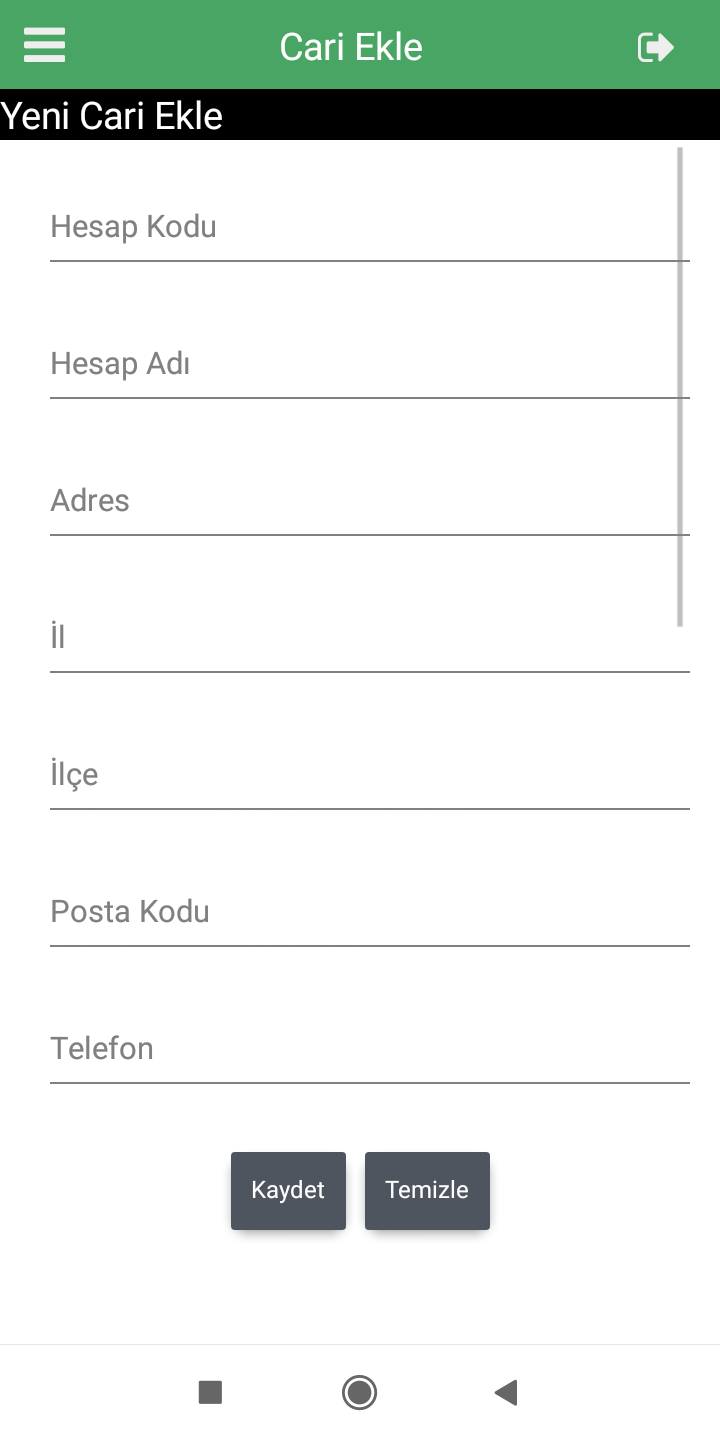 Cari Ekle
Yeni Cari Ekle
Hesap Kodu
Hesap Adı
Adres
İl
İlçe
Posta Kodu
Telefon
Kaydet Temizle